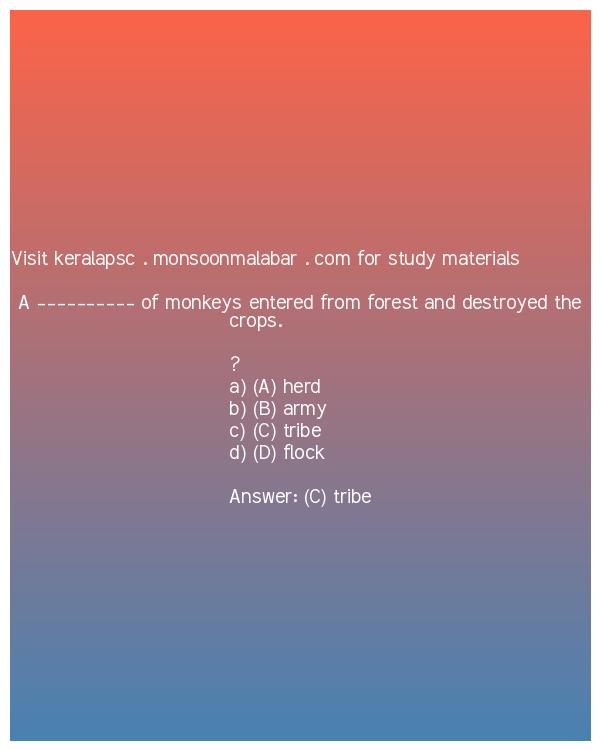 Visit keralapsc . monsoonmalabar . com for study materials
A ---------- of monkeys entered from forest and destroyed the
crops.
?
a) (A) herd
b) (B) army
c) (C) tribe
d) (D) flock
Answer: (C) tribe